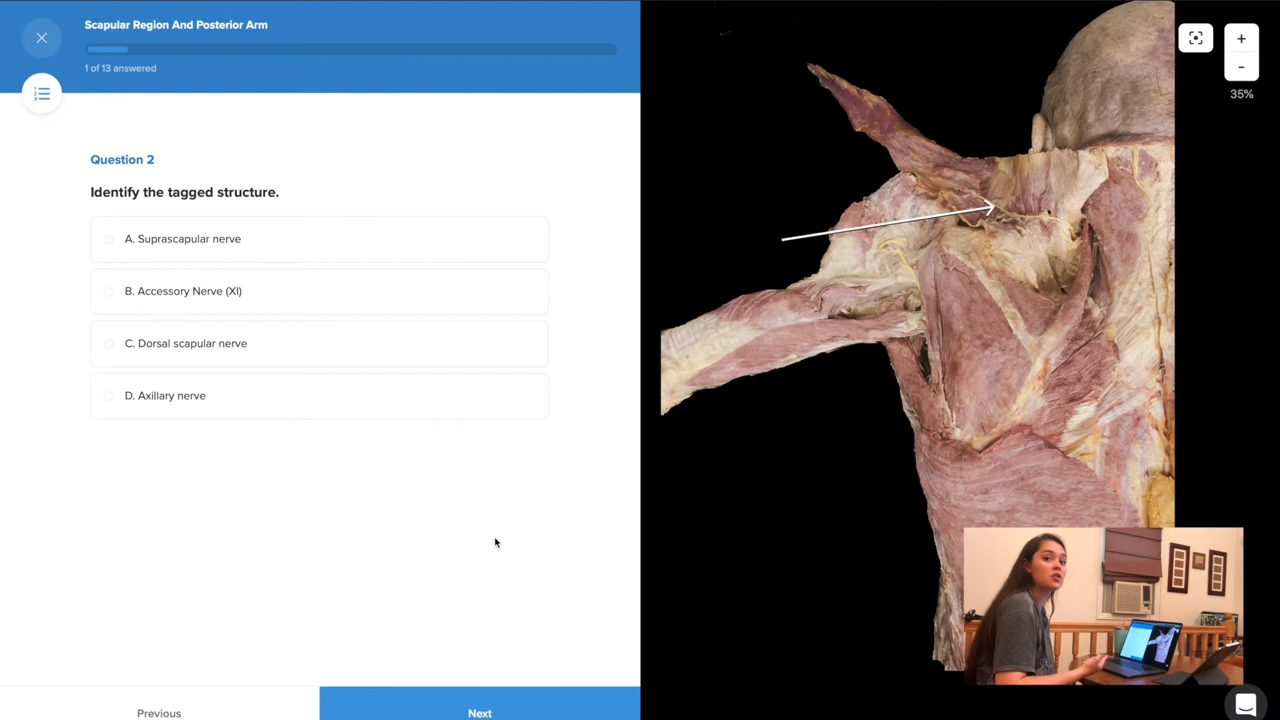 Scapular Region And Posterior Arm
1 of 13 answered
Question 2
Identify the tagged structure.
A. Suprascapular nerve
B. Accessory Nerve (XI)
C. Dorsal scapular nerve
D. Axillary nerve
Previous
Next
+
-
35%